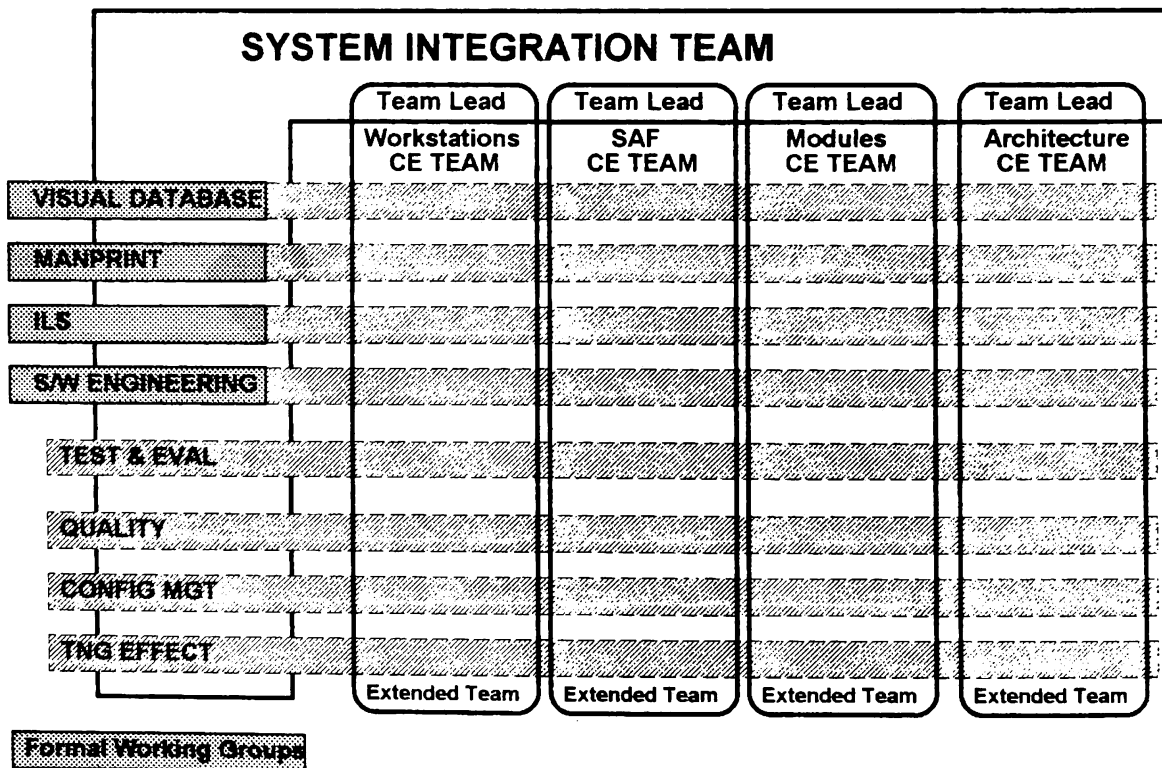 SYSTEM INTEGRATION TEAM
Team Lead
Team Lead
Team Lead
Team Lead
Workstations
CE TEAM
SAF
CE TEAM
Modules
CE TEAM
Architecture
CE TEAM
VISUAL DATABASE
MANPRINT
ILS
S/W ENGINEERING
TEST & EVAL
QUALITY
CONFIG MGT
TNG EFFECT
Extended Team
Extended Team
Extended Team
Extended Team
Formal Working Groups